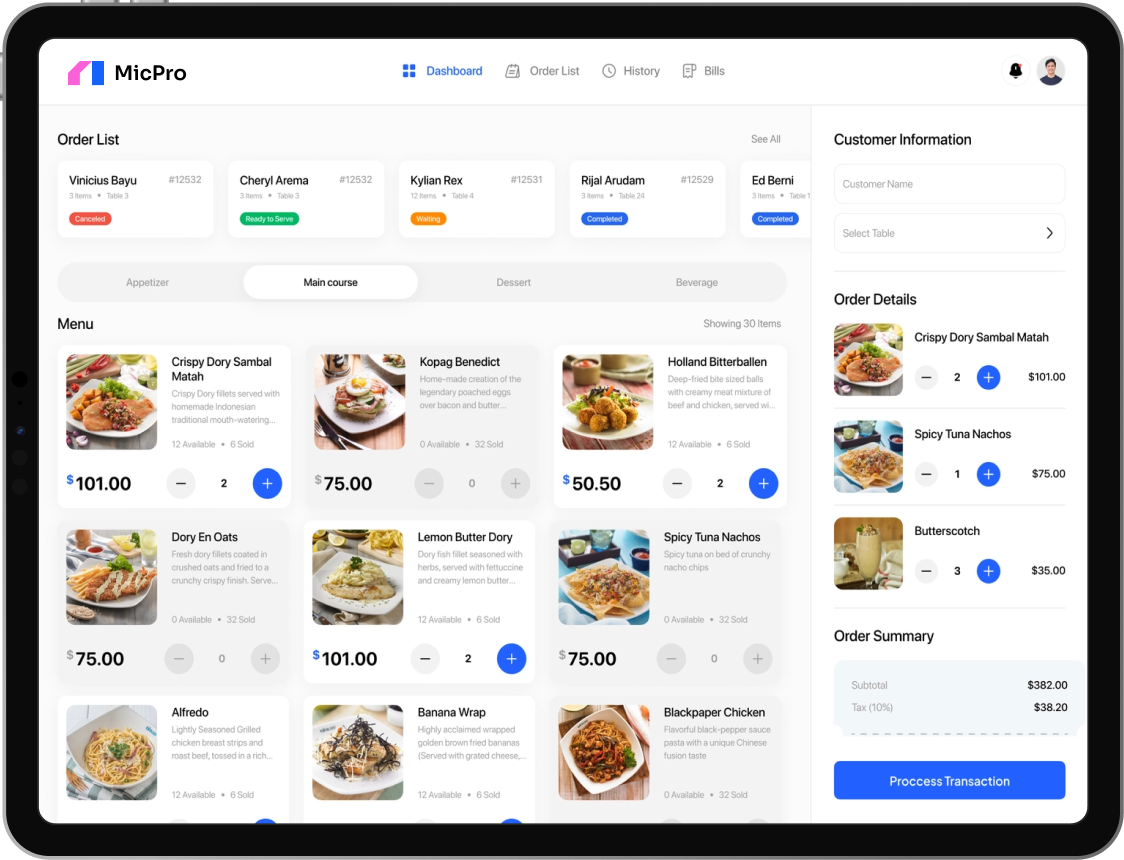 MicPro
Dashboard
Order List
History
Bills
Order List
See All
Vinicius Bayu
#12532
3 Items • Table 3
Canceled
Cheryl Arema
#12532
3 Items • Table 3
Ready to Serve
Kylian Rex
#12531
12 Items • Table 4
Waiting
Rijal Arudam
#12529
3 Items • Table 24
Completed
Ed Berni
3 Items • Table 1
Completed
Appetizer
Main course
Dessert
Beverage
Menu
Showing 30 Items
Crispy Dory Sambal
Matah
Crispy Dory fillets served with
homemade Indonesian
traditional mouth-watering...
12 Available • 6 Sold
$101.00
− 2 +
Kopag Benedict
Home-made creation of the
legendary poached eggs
over bacon and butter...
0 Available • 32 Sold
$75.00
− 0 +
Holland Bitterballen
Deep-fried bite sized balls
with creamy meat mixture of
beef and chicken, served wi...
12 Available • 6 Sold
$50.50
− 2 +
Dory En Oats
Fresh dory fillets coated in
crushed oats and fried to a
crunchy crispy finish. Serve...
0 Available • 32 Sold
$75.00
− 0 +
Lemon Butter Dory
Dory fish fillet seasoned with
herbs, served with fettuccine
and creamy lemon butter...
12 Available • 6 Sold
$101.00
− 2 +
Spicy Tuna Nachos
Spicy tuna on bed of crunchy
nacho chips
0 Available • 32 Sold
$75.00
− 0 +
Alfredo
Lightly Seasoned Grilled
chicken breast strips and
roast beef, tossed in a rich...
12 Available • 6 Sold
Banana Wrap
Highly acclaimed wrapped
golden brown fried bananas
(Served with grated cheese,...
12 Available • 6 Sold
Blackpaper Chicken
Flavorful black-pepper sauce
pasta with a unique Chinese
fusion taste
0 Available • 32 Sold
Customer Information
Customer Name
Select Table
Order Details
Crispy Dory Sambal Matah
− 2 +
$101.00
Spicy Tuna Nachos
− 1 +
$75.00
Butterscotch
− 3 +
$35.00
Order Summary
Subtotal
$382.00
Tax (10%)
$38.20
Proccess Transaction